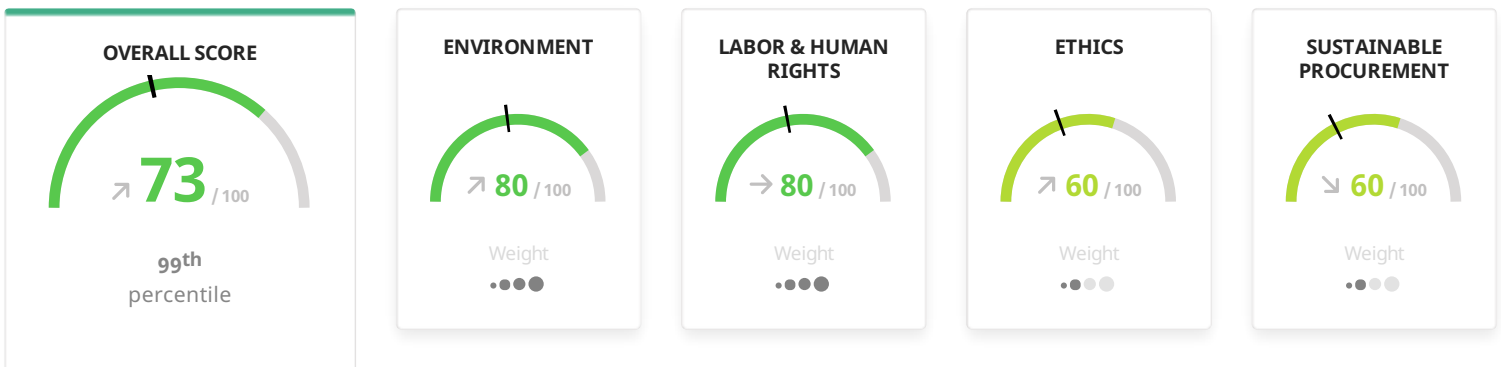 OVERALL SCORE
73 / 100
99th
percentile
ENVIRONMENT
80 / 100
Weight
LABOR & HUMAN
RIGHTS
80 / 100
Weight
ETHICS
60 / 100
Weight
SUSTAINABLE
PROCUREMENT
60 / 100
Weight